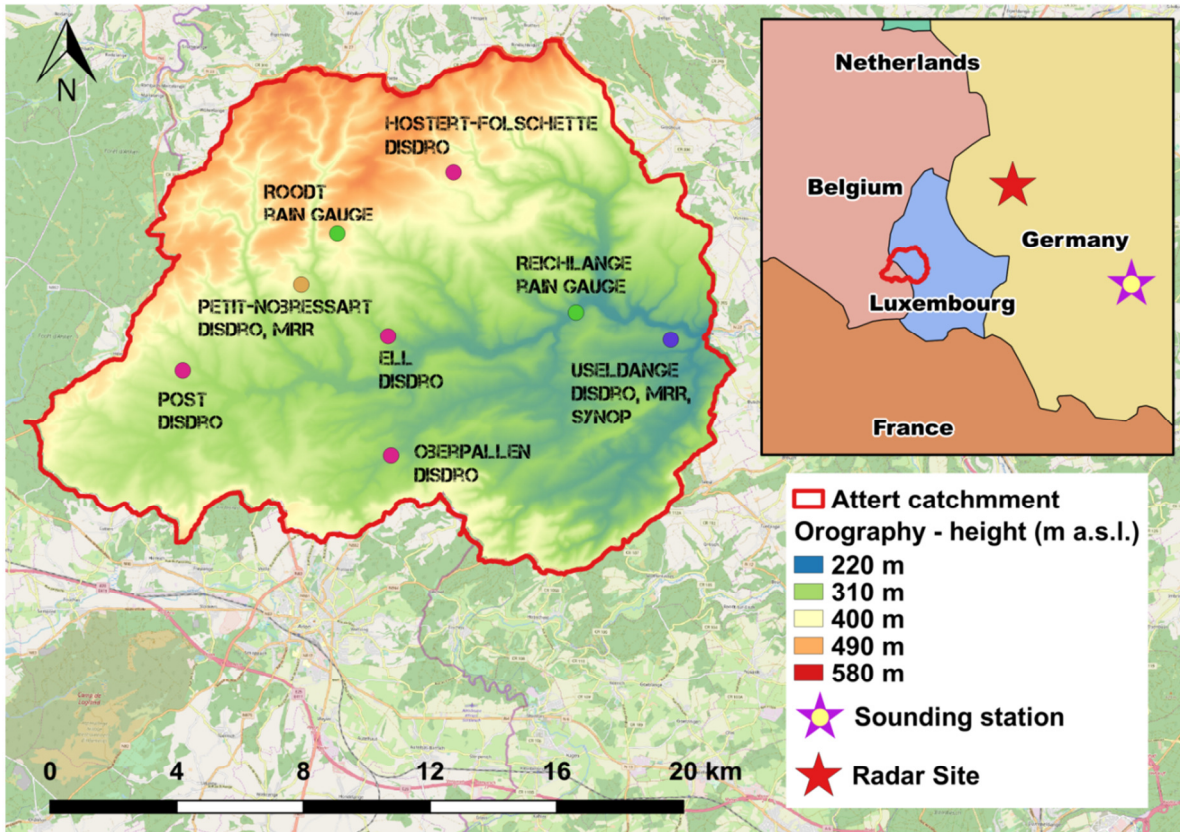 N
HOSTERT-FOLSCHETTE
DISDRO
ROODT
RAIN GAUGE
REICHLANGE
RAIN GAUGE
PETIT-NOBRESSART
DISDRO, MRR
ELL
DISDRO
USELDANGE
DISDRO, MRR,
SYNOP
POST
DISDRO
OBERPALLEN
DISDRO
0 4 8 12 16 20 km
Netherlands
Belgium
Germany
Luxembourg
France
Attert catchmment
Orography - height (m a.s.l.)
220 m
310 m
400 m
490 m
580 m
Sounding station
Radar Site